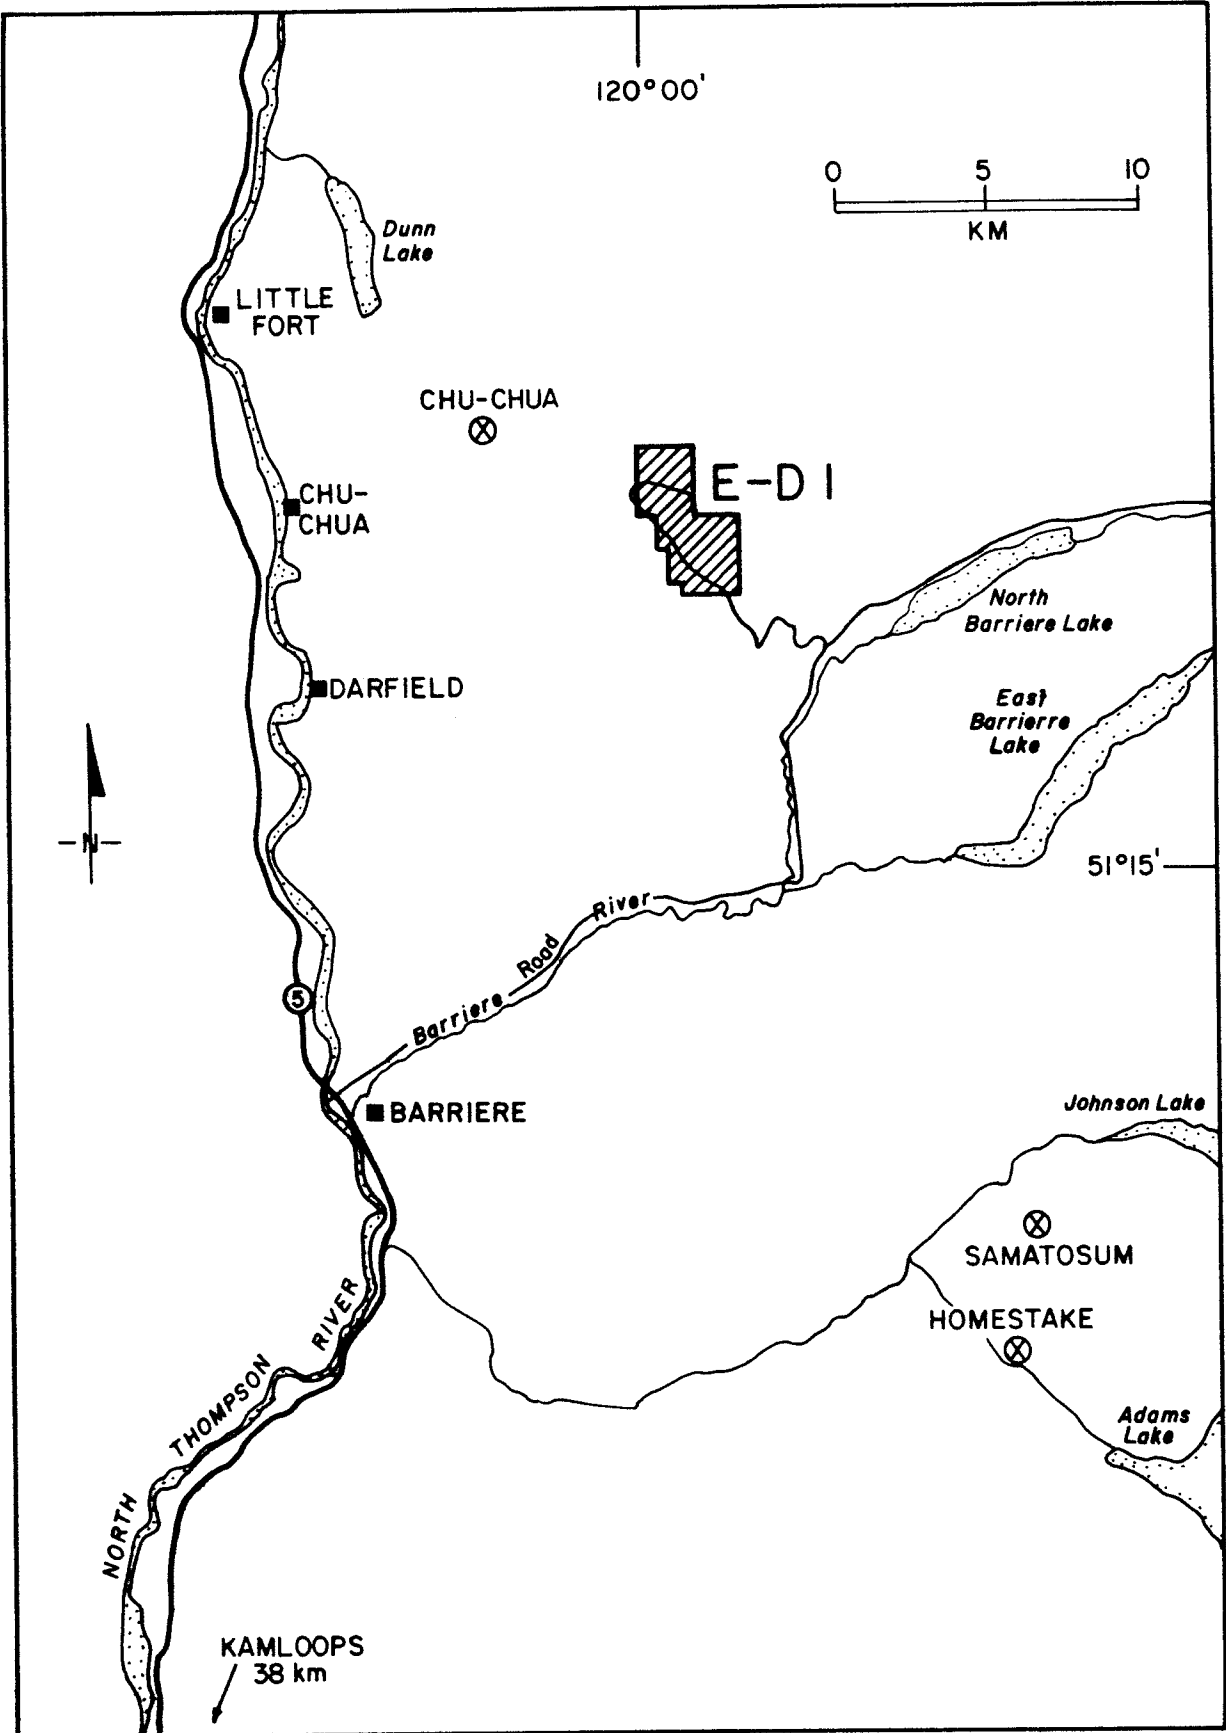 120°00'
0 5 10
KM
Dunn
Lake
LITTLE
FORT
CHU-CHUA
E-D 1
CHU-
CHUA
North
Barriere Lake
DARFIELD
East
Barrierre
Lake
-N-
51°15'
River
Road
Barriere
5
BARRIERE
Johnson Lake
SAMATOSUM
HOMESTAKE
Adams
Lake
NORTH THOMPSON RIVER
KAMLOOPS
38 km